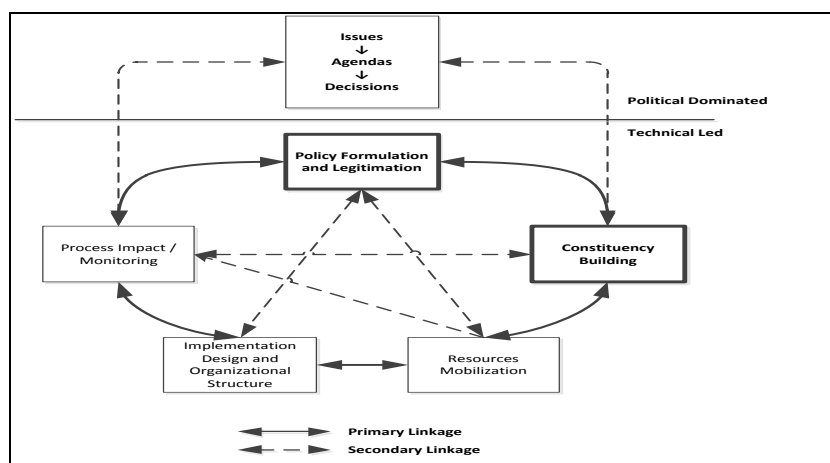 Issues
↓
Agendas
↓
Decissions
Political Dominated
Technical Led
Policy Formulation
and Legitimation
Process Impact /
Monitoring
Constituency
Building
Implementation
Design and
Organizational
Structure
Resources
Mobilization
Primary Linkage
Secondary Linkage